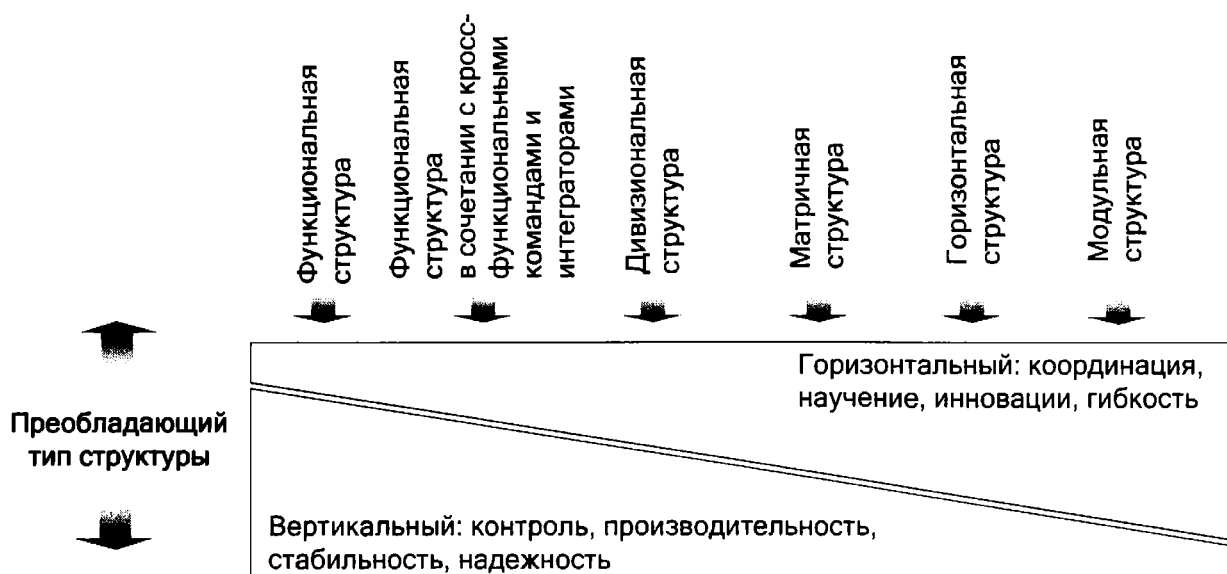 Функциональная
структура
Функциональная
структура
в сочетании с кросс-
функциональными
командами и
интеграторами
Дивизиональная
структура
Матричная
структура
Горизонтальная
структура
Модульная
структура
Горизонтальный: координация,
научение, инновации, гибкость
Преобладающий
тип структуры
Вертикальный: контроль, производительность,
стабильность, надежность